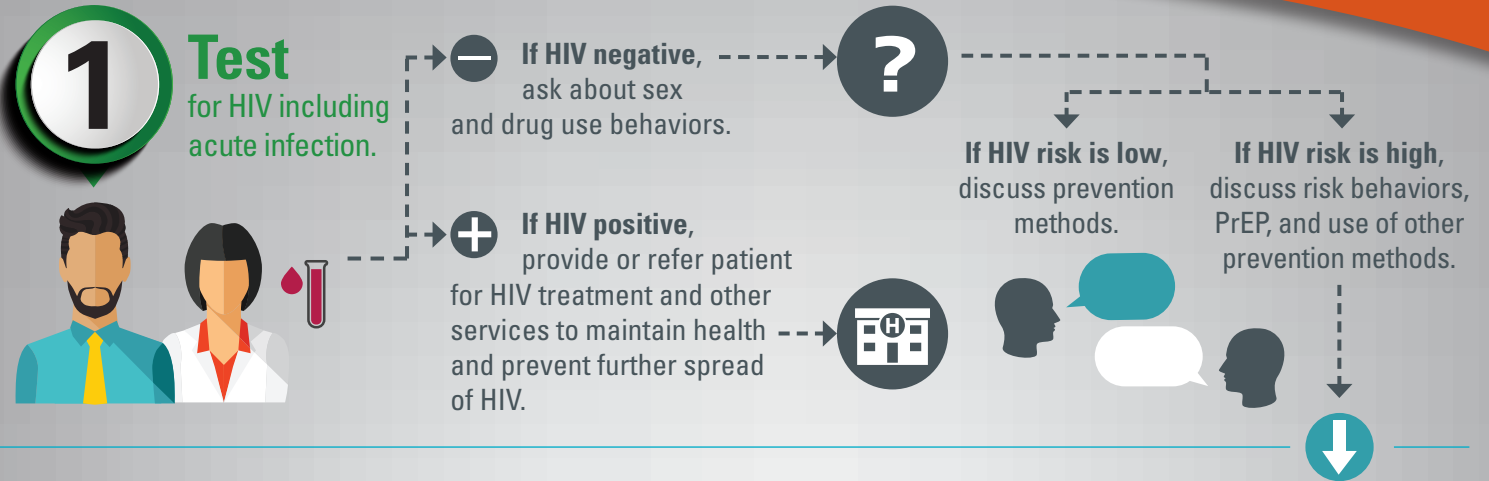 1
Test
for HIV including
acute infection.
If HIV negative,
ask about sex
and drug use behaviors.
?
If HIV risk is low,
discuss prevention
methods.
If HIV risk is high,
discuss risk behaviors,
PrEP, and use of other
prevention methods.
If HIV positive,
provide or refer patient
for HIV treatment and other
services to maintain health
and prevent further spread
of HIV.
H